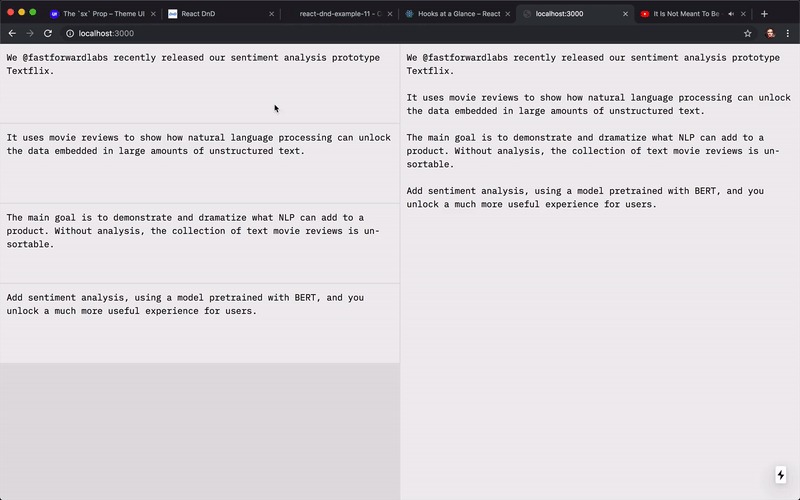 The `sx` Prop – Theme UI
React DnD
react-dnd-example-11 – C
Hooks at a Glance – React
localhost:3000
It Is Not Meant To Be
localhost:3000
We @fastforwardlabs recently released our sentiment analysis prototype
Textflix.
It uses movie reviews to show how natural language processing can unlock
the data embedded in large amounts of unstructured text.
The main goal is to demonstrate and dramatize what NLP can add to a
product. Without analysis, the collection of text movie reviews is un-
sortable.
Add sentiment analysis, using a model pretrained with BERT, and you
unlock a much more useful experience for users.
We @fastforwardlabs recently released our sentiment analysis prototype
Textflix.
It uses movie reviews to show how natural language processing can unlock
the data embedded in large amounts of unstructured text.
The main goal is to demonstrate and dramatize what NLP can add to a
product. Without analysis, the collection of text movie reviews is un-
sortable.
Add sentiment analysis, using a model pretrained with BERT, and you
unlock a much more useful experience for users.